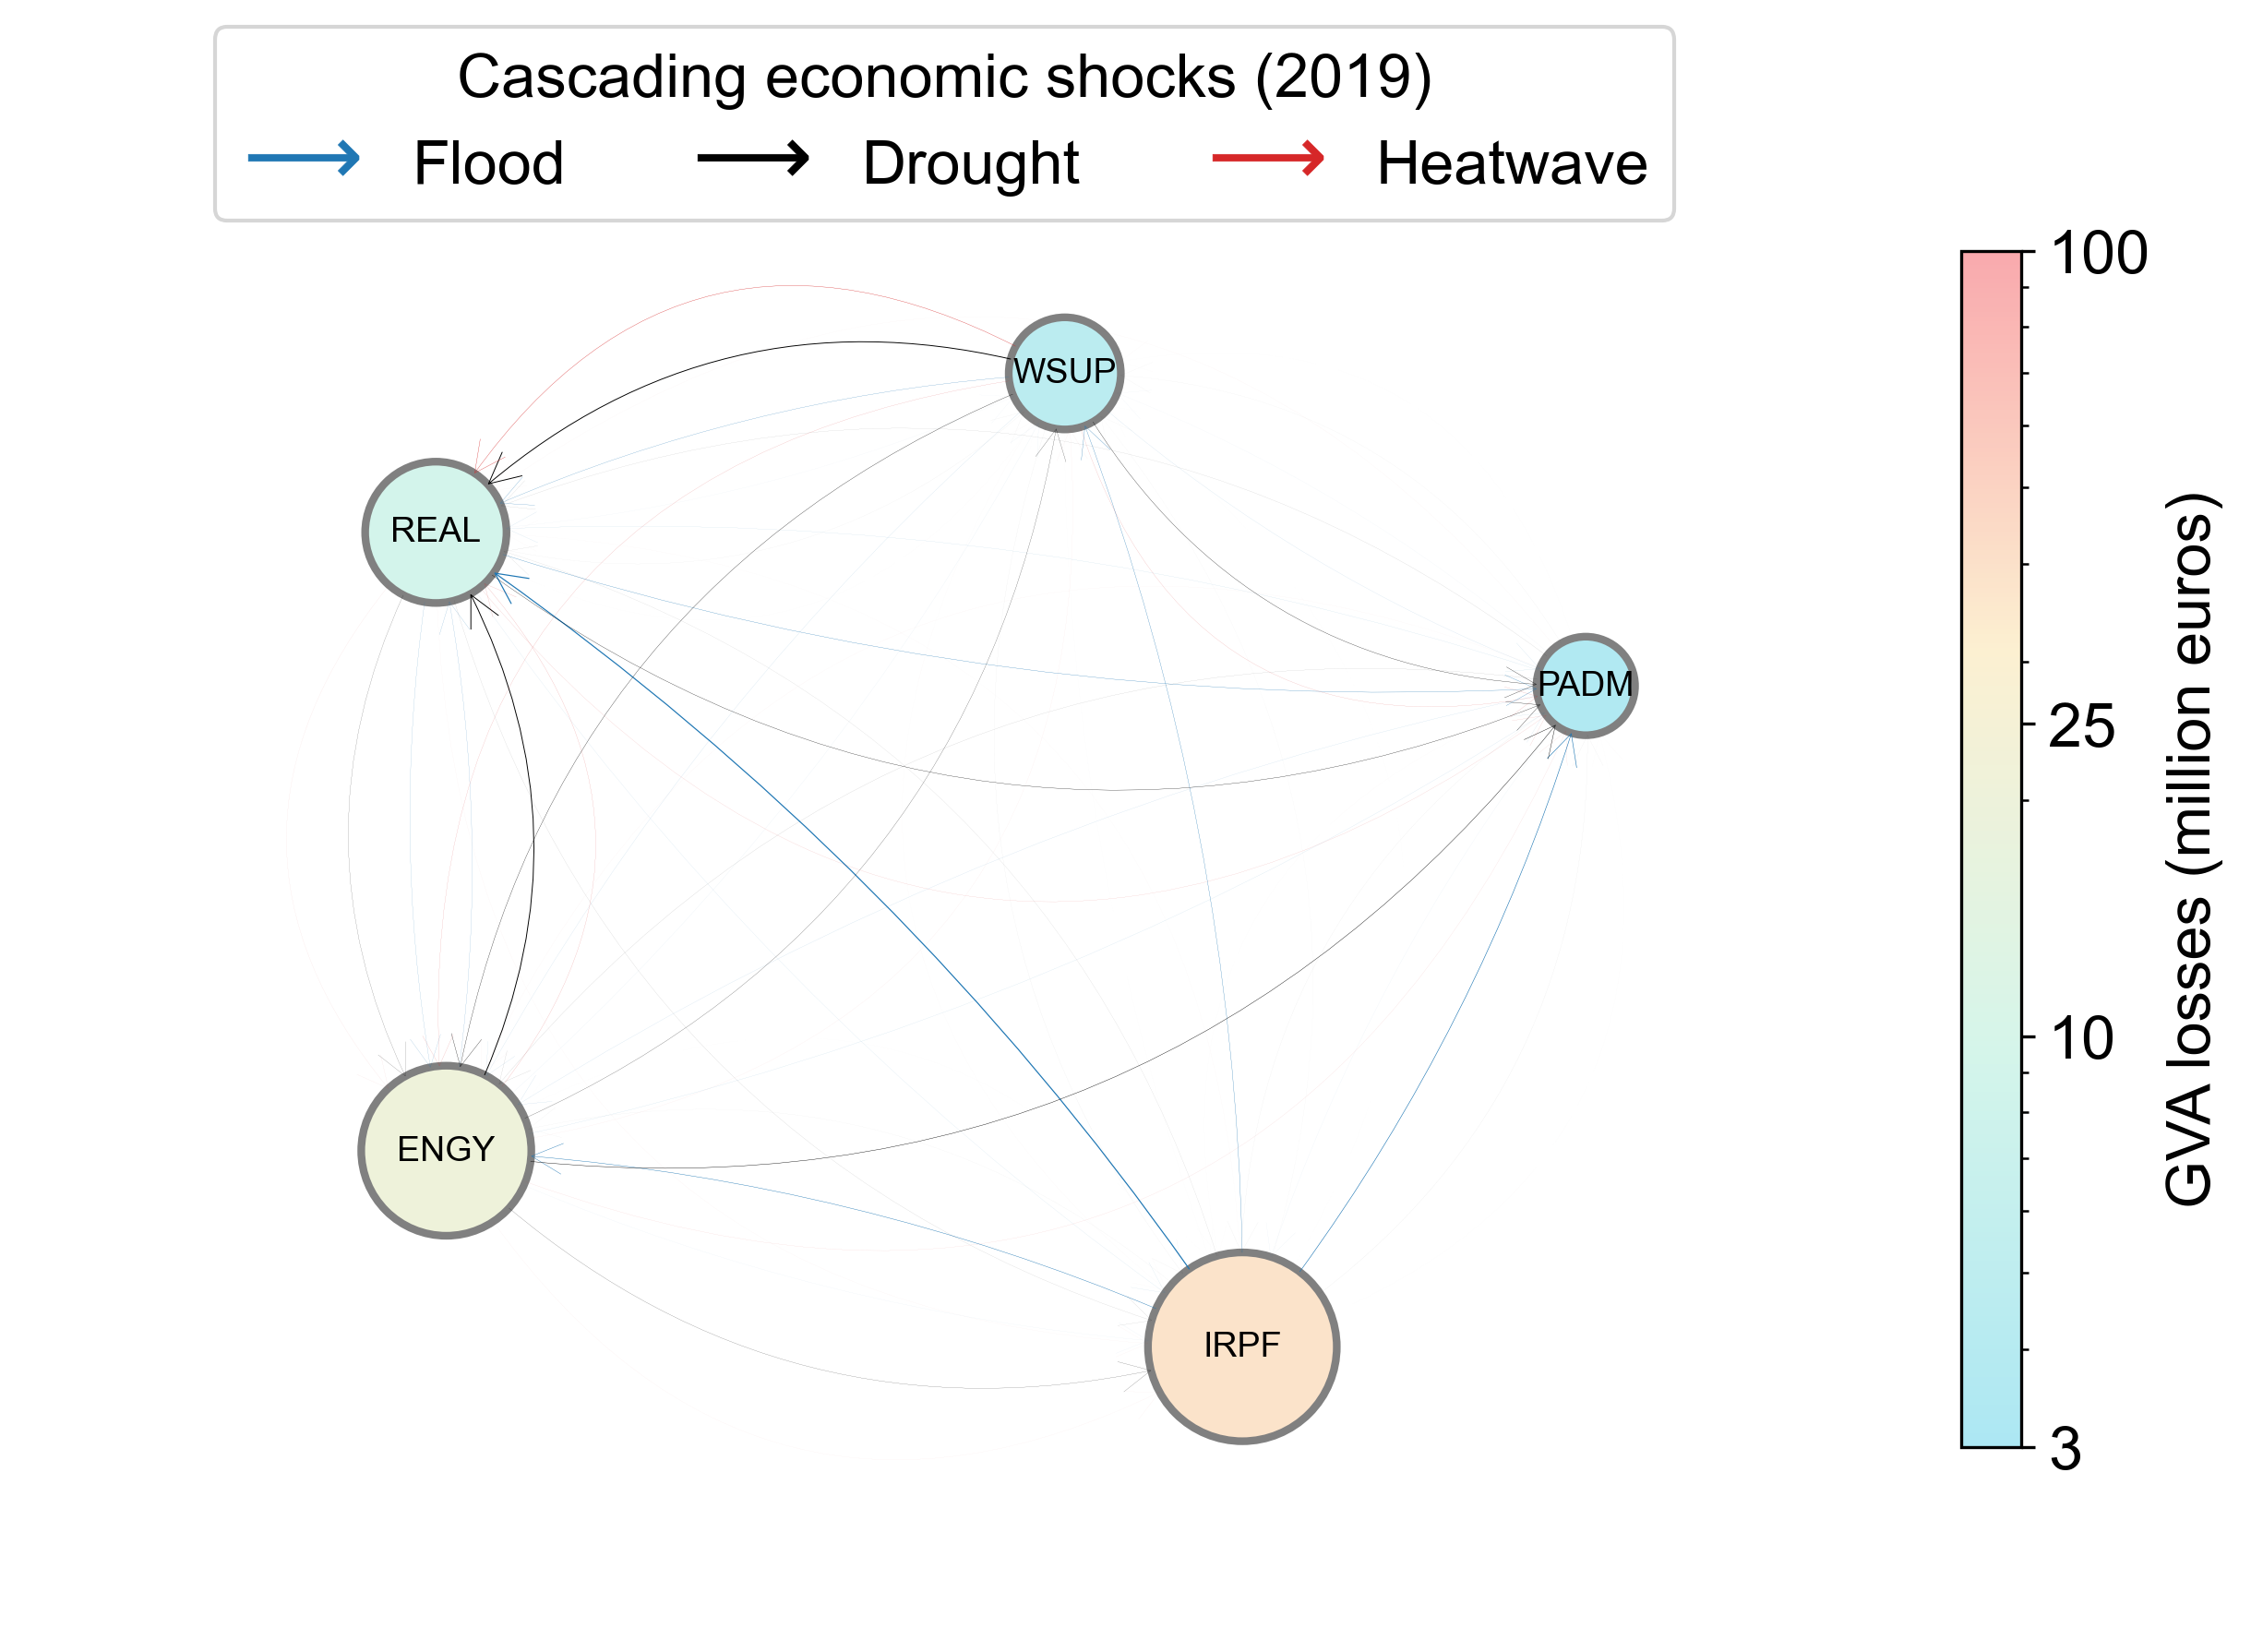 Cascading economic shocks (2019)
Flood Drought Heatwave
WSUP
REAL
PADM
ENGY
IRPF
100
25
10
3
GVA losses (million euros)